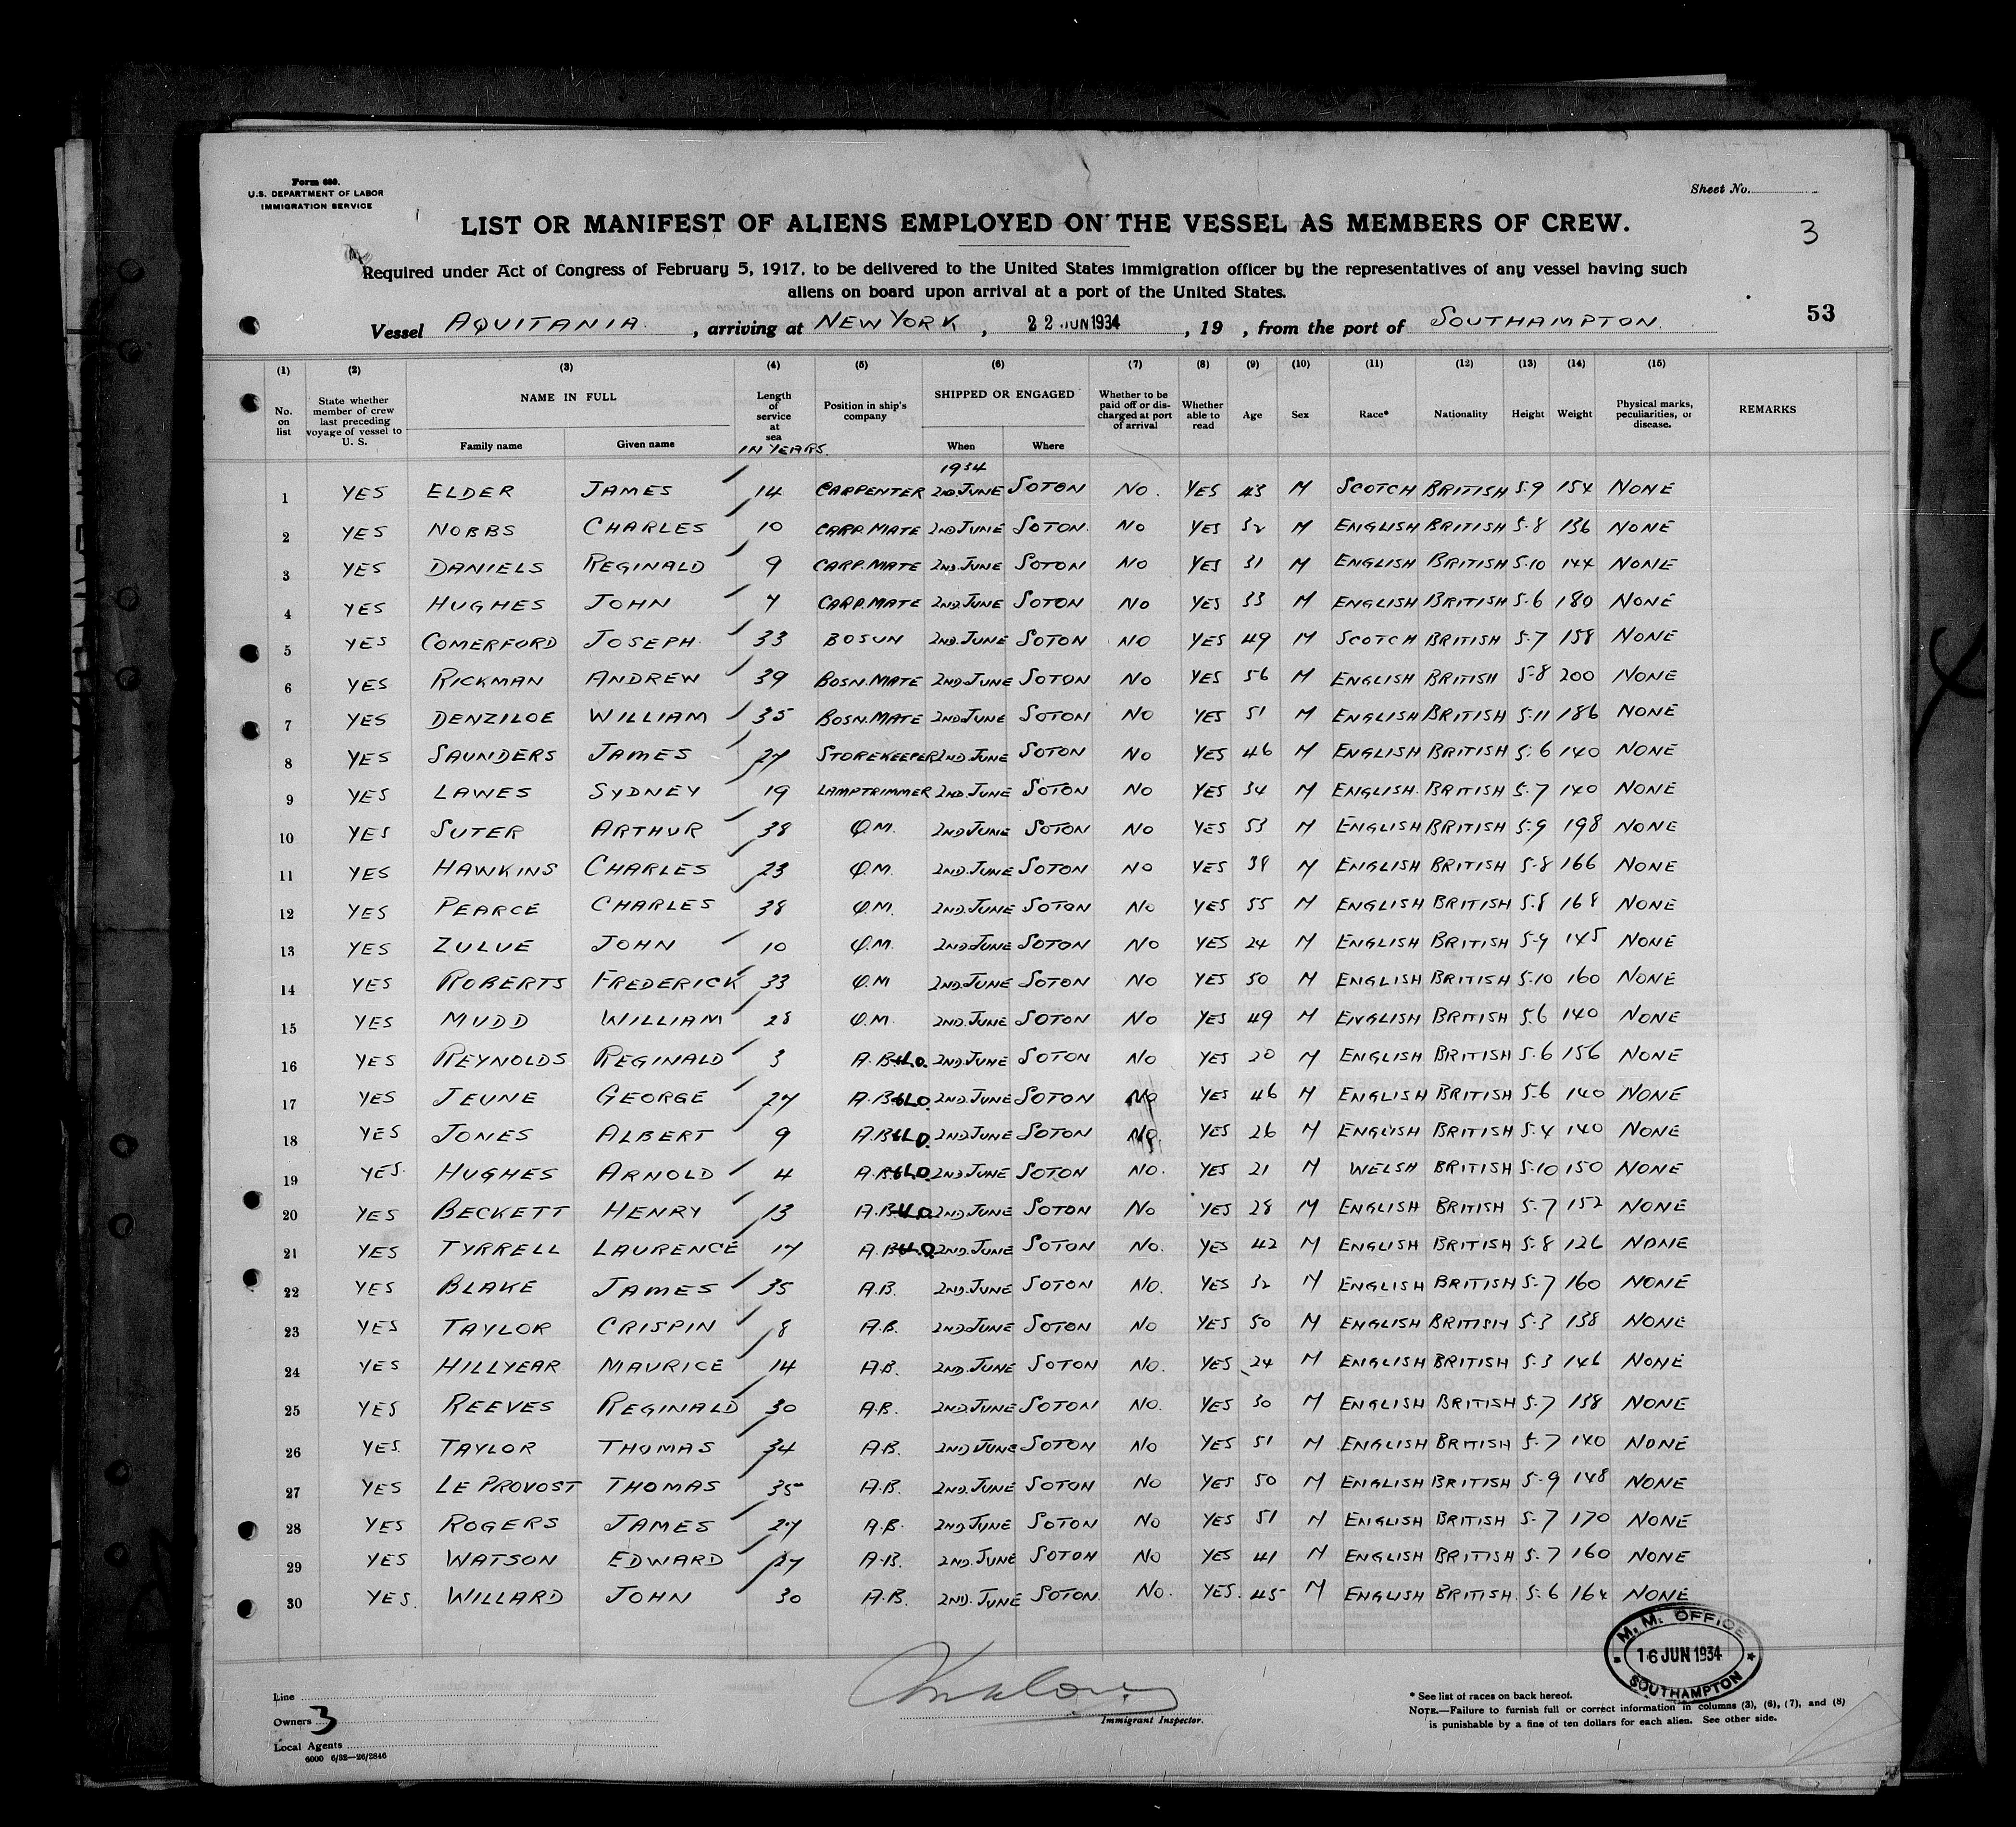 Form 680.
U.S. DEPARTMENT OF LABOR
IMMIGRATION SERVICE
Sheet No.
LIST OR MANIFEST OF ALIENS EMPLOYED ON THE VESSEL AS MEMBERS OF CREW.
3
Required under Act of Congress of February 5, 1917, to be delivered to the United States immigration officer by the representatives of any vessel having such
aliens on board upon arrival at a port of the United States.
53
Vessel AQUITANIA , arriving at NEW YORK , 22 JUN 1934 , 19 , from the port of SOUTHAMPTON.
(1) (2) (3) (4) (5) (6) (7) (8) (9) (10) (11) (12) (13) (14) (15)
No. on list State whether member of crew last preceding voyage of vessel to U. S. NAME IN FULL Family name Given name Length of service at sea IN YEARS. Position in ship's company SHIPPED OR ENGAGED When Where Whether to be paid off or discharged at port of arrival Whether able to read Age Sex Race* Nationality Height Weight Physical marks, peculiarities, or disease. REMARKS
1934
1 YES ELDER JAMES 14 CARPENTER 2ND JUNE SOTON NO. YES 43 M SCOTCH BRITISH 5.9 154 NONE
2 YES NOBBS CHARLES 10 CARP.MATE 2ND JUNE SOTON. NO YES 32 M ENGLISH BRITISH 5-8 136 NONE
3 YES DANIELS REGINALD 9 CARP.MATE 2ND JUNE SOTON NO YES 31 M ENGLISH BRITISH 5.10 144 NONE
4 YES HUGHES JOHN 7 CARP.MATE 2ND.JUNE SOTON NO YES 33 M ENGLISH BRITISH 5.6 180 NONE
5 YES COMERFORD JOSEPH 33 BOSUN 2ND.JUNE SOTON NO YES 49 M SCOTCH BRITISH 5.7 158 NONE
6 YES RICKMAN ANDREW 39 BOSN.MATE 2ND.JUNE SOTON NO YES 56 M ENGLISH BRITISH 5-8 200 NONE
7 YES DENZILOE WILLIAM 35 BOSN.MATE 2ND JUNE SOTON NO YES 51 M ENGLISH BRITISH 5.11 186 NONE
8 YES SAUNDERS JAMES 27 STOREKEEPER 2ND.JUNE SOTON NO YES 46 M ENGLISH BRITISH 5.6 140 NONE
9 YES LAWES SYDNEY 19 LAMPTRIMMER 2ND.JUNE SOTON NO YES 34 M ENGLISH. BRITISH 5.7 140 NONE
10 YES SUTER ARTHUR 38 Q.M. 2ND JUNE SOTON NO YES 53 M ENGLISH BRITISH 5.9 198 NONE
11 YES HAWKINS CHARLES 23 Q.M. 2ND.JUNE SOTON NO YES 39 M ENGLISH BRITISH 5-8 166 NONE
12 YES PEARCE CHARLES 38 Q.M. 2ND.JUNE SOTON NO YES 55 M ENGLISH BRITISH 5.8 168 NONE
13 YES ZULUE JOHN 10 Q.M. 2ND JUNE SOTON NO YES 24 M ENGLISH BRITISH 5-9 145 NONE
14 YES ROBERTS FREDERICK 33 Q.M 2ND.JUNE SOTON NO YES 50 M ENGLISH BRITISH 5.10 160 NONE
15 YES MUDD WILLIAM 28 Q.M. 2ND.JUNE SOTON NO YES 49 M ENGLISH BRITISH 5.6 140 NONE
16 YES REYNOLDS REGINALD 3 A.B. 2ND.JUNE SOTON NO YES 20 M ENGLISH BRITISH 5.6 156 NONE
17 YES JEUNE GEORGE 27 A.B. 2ND.JUNE SOTON NO YES 46 M ENGLISH BRITISH 5.6 140 NONE
18 YES JONES ALBERT 9 A.B. 2ND.JUNE SOTON NO. YES 26 M ENGLISH BRITISH 5.4 140 NONE
19 YES. HUGHES ARNOLD 4 A.B. 2ND.JUNE SOTON NO. YES 21 M WELSH BRITISH 5.10 150 NONE
20 YES BECKETT HENRY 13 A.B. 2ND.JUNE SOTON NO YES 28 M ENGLISH BRITISH 5.7 152 NONE
21 YES TYRRELL LAURENCE 17 A.B. 2ND.JUNE SOTON NO. YES 42 M ENGLISH BRITISH 5.8 126 NONE
22 YES BLAKE JAMES 35 A.B. 2ND.JUNE SOTON NO. YES 32 M ENGLISH BRITISH 5.7 160 NONE
23 YES TAYLOR CRISPIN 8 A.B. 2ND.JUNE SOTON NO YES 50 M ENGLISH BRITISH 5.3 138 NONE
24 YES HILLYEAR MAURICE 14 A.B. 2ND.JUNE SOTON NO. YES 24 M ENGLISH BRITISH 5.3 146 NONE
25 YES REEVES REGINALD 30 A.B. 2ND.JUNE SOTON NO. YES 30 M ENGLISH BRITISH 5.7 138 NONE
26 YES. TAYLOR THOMAS 34 A.B. 2ND JUNE SOTON NO YES 51 M ENGLISH BRITISH 5.7 140 NONE
27 YES LE PROVOST THOMAS 35 A.B. 2ND.JUNE SOTON NO YES 50 M ENGLISH BRITISH 5-9 148 NONE
28 YES ROGERS JAMES 27 A.B. 2ND JUNE SOTON NO YES 51 M ENGLISH BRITISH 5.7 170 NONE
29 YES WATSON EDWARD 27 A.B. 2ND.JUNE SOTON NO YES 41 M ENGLISH BRITISH 5.7 160 NONE
30 YES. WILLARD JOHN 30 A.B. 2ND.JUNE SOTON NO. YES. 45 M ENGLISH BRITISH. 5.6 164 NONE
M. M. OFFICE
16 JUN 1934
SOUTHAMPTON
Line
Owners 3
Local Agents
6000 6/32—26/2846
Immigrant Inspector.
* See list of races on back hereof.
NOTE.—Failure to furnish full or correct information in columns (3), (6), (7), and (8)
is punishable by a fine of ten dollars for each alien. See other side.